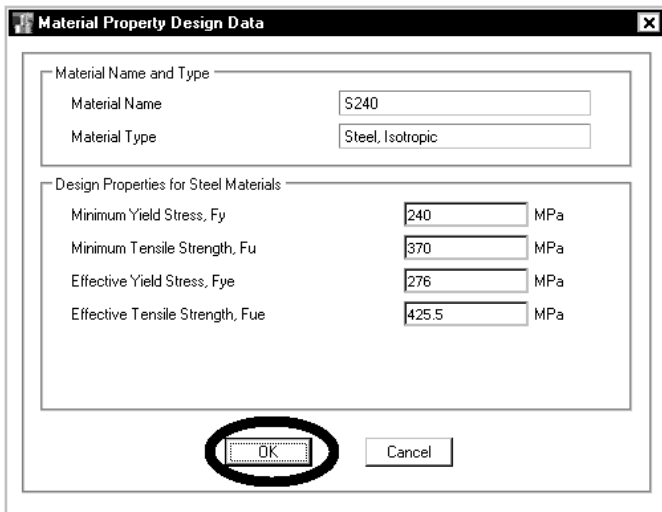 Material Property Design Data
Material Name and Type
Material Name S240
Material Type Steel, Isotropic
Design Properties for Steel Materials
Minimum Yield Stress, Fy 240 MPa
Minimum Tensile Strength, Fu 370 MPa
Effective Yield Stress, Fye 276 MPa
Effective Tensile Strength, Fue 425.5 MPa
OK Cancel